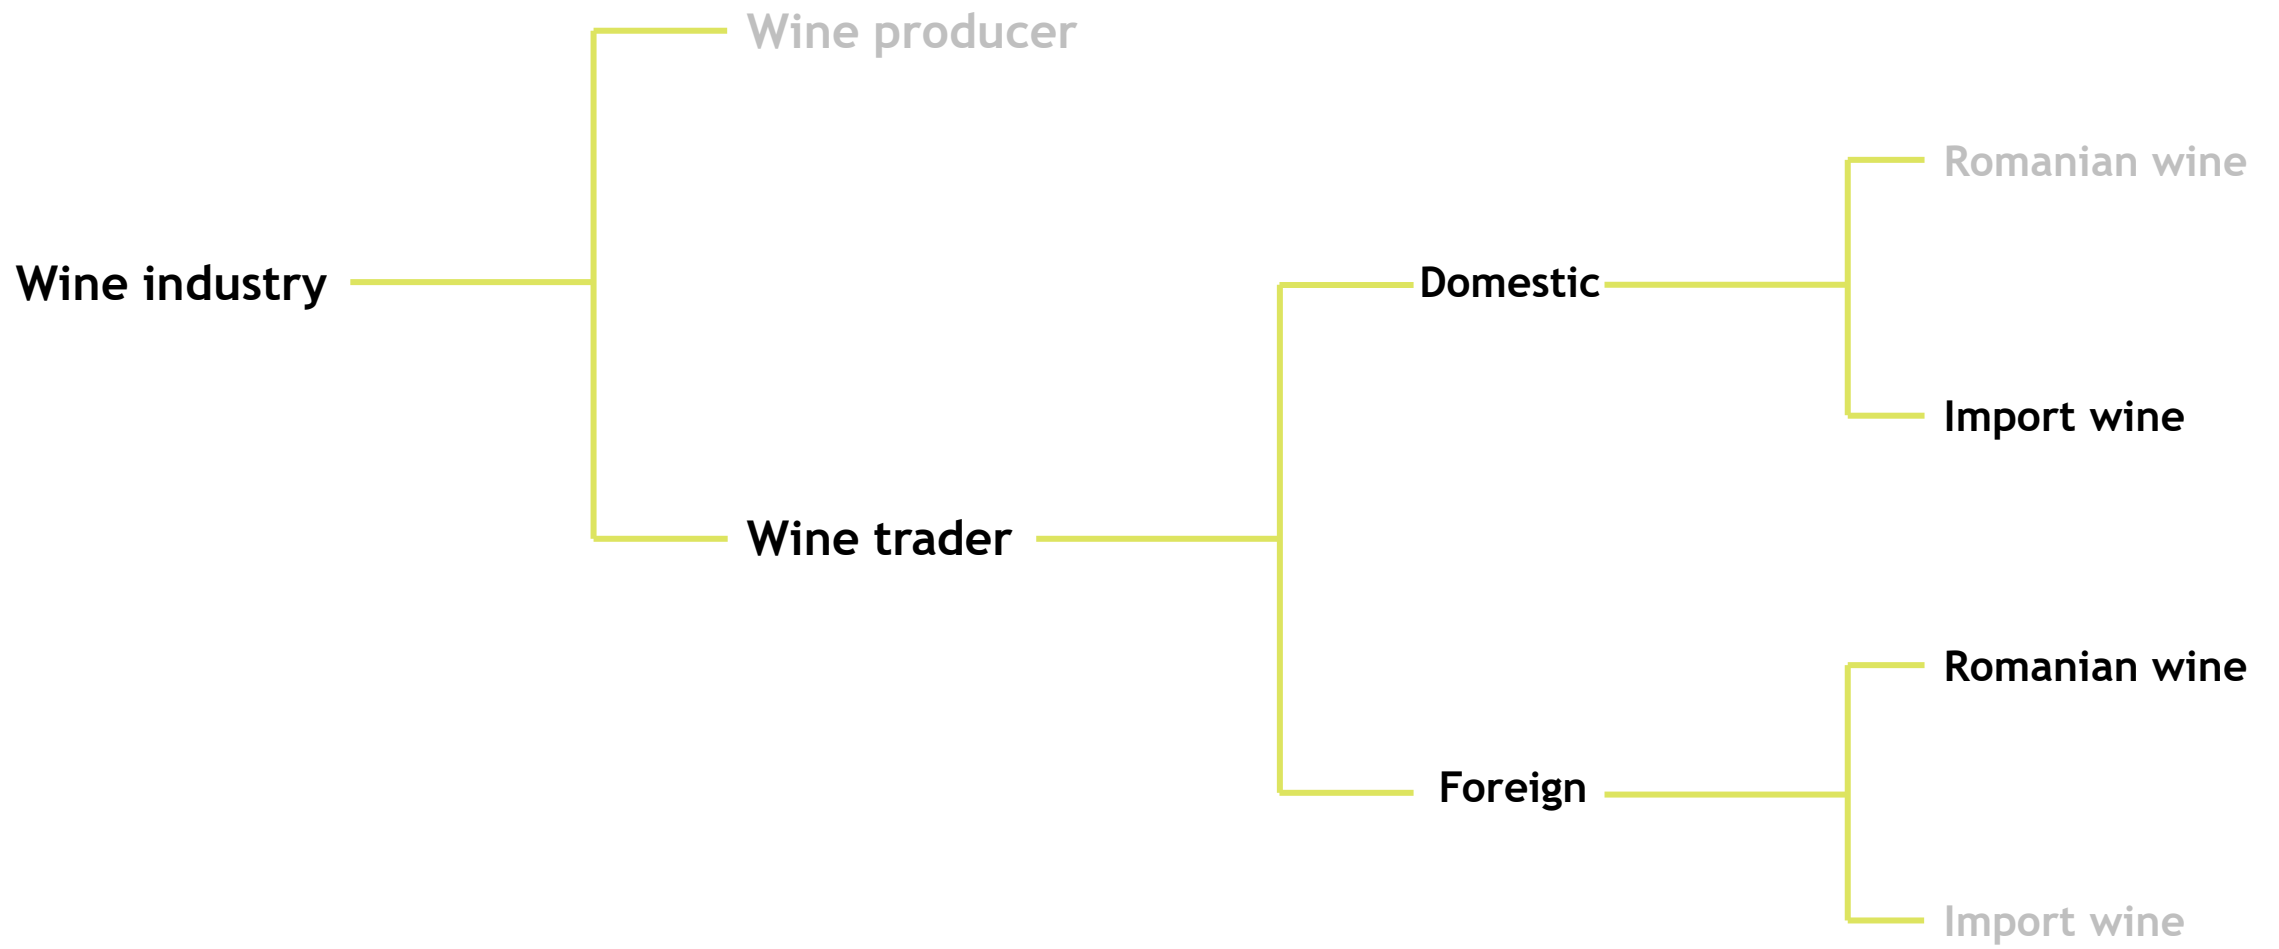 Wine producer
Romanian wine
Wine industry
Domestic
Import wine
Wine trader
Romanian wine
Foreign
Import wine